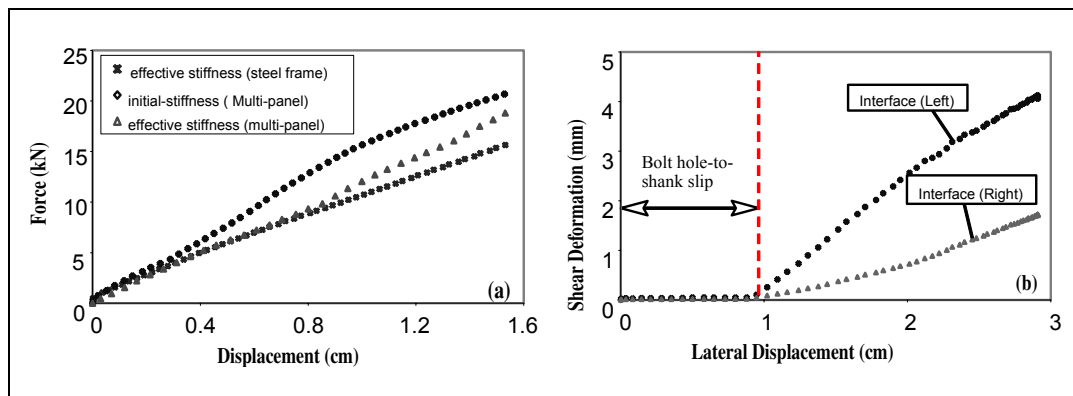 25
20
15
10
5
0
Force (kN)
effective stiffness (steel frame)
initial-stiffness ( Multi-panel)
effective stiffness (multi-panel)
(a)
0
0.4
0.8
1.2
1.6
Displacement (cm)
5
4
3
2
1
0
Shear Deformation (mm)
Interface (Left)
Bolt hole-to-
shank slip
Interface (Right)
(b)
0
1
2
3
Lateral Displacement (cm)